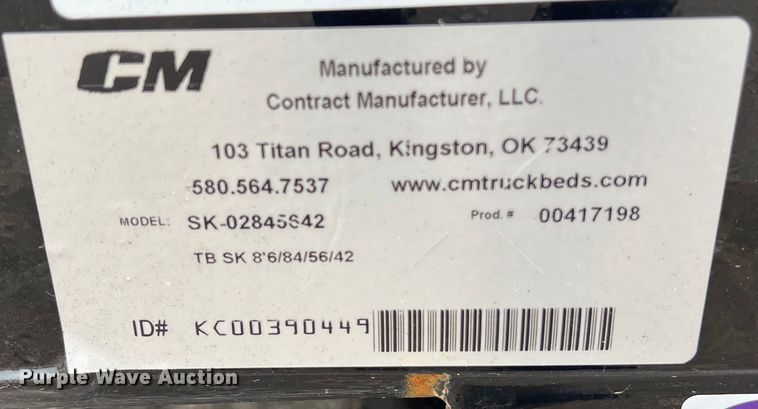 CM
Manufactured by
Contract Manufacturer, LLC.
103 Titan Road, Kingston, OK 73439
580.564.7537 www.cmtruckbeds.com
MODEL: SK-02845642 Prod. # 00417198
TB SK 8'6/84/56/42
ID# KC00390449
Purple Wave Auction